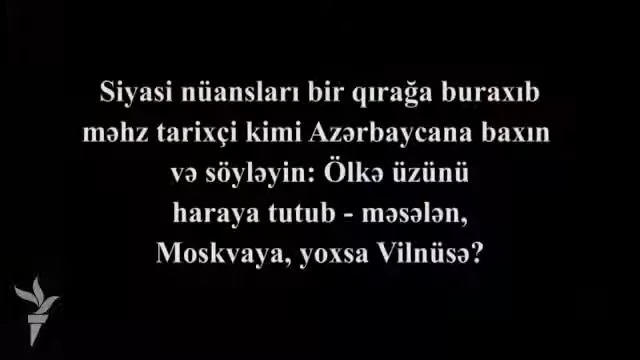 Siyasi nüansları bir qırağa buraxıb
məhz tarixçi kimi Azərbaycana baxın
və söyləyin: Ölkə üzünü
haraya tutub - məsələn,
Moskvaya, yoxsa Vilnüsə?